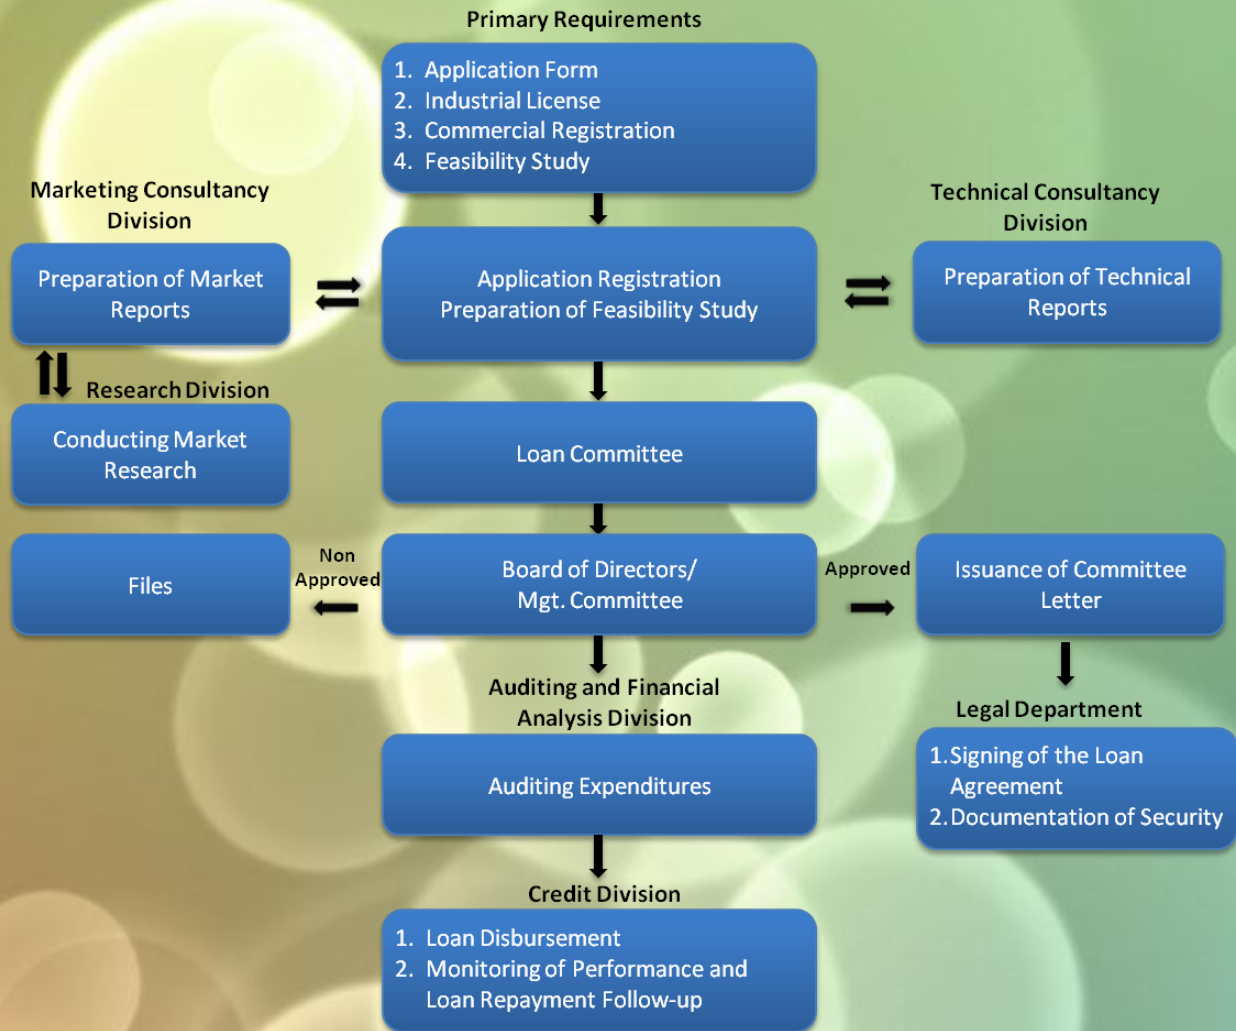 Primary Requirements
1. Application Form
2. Industrial License
3. Commercial Registration
4. Feasibility Study
Marketing Consultancy
Division
Technical Consultancy
Division
Preparation of Market
Reports
Application Registration
Preparation of Feasibility Study
Preparation of Technical
Reports
Research Division
Conducting Market
Research
Loan Committee
Files
Non
Approved
Board of Directors/
Mgt. Committee
Approved
Issuance of Committee
Letter
Auditing and Financial
Analysis Division
Auditing Expenditures
Legal Department
1.Signing of the Loan
Agreement
2.Documentation of Security
Credit Division
1. Loan Disbursement
2. Monitoring of Performance and
Loan Repayment Follow-up